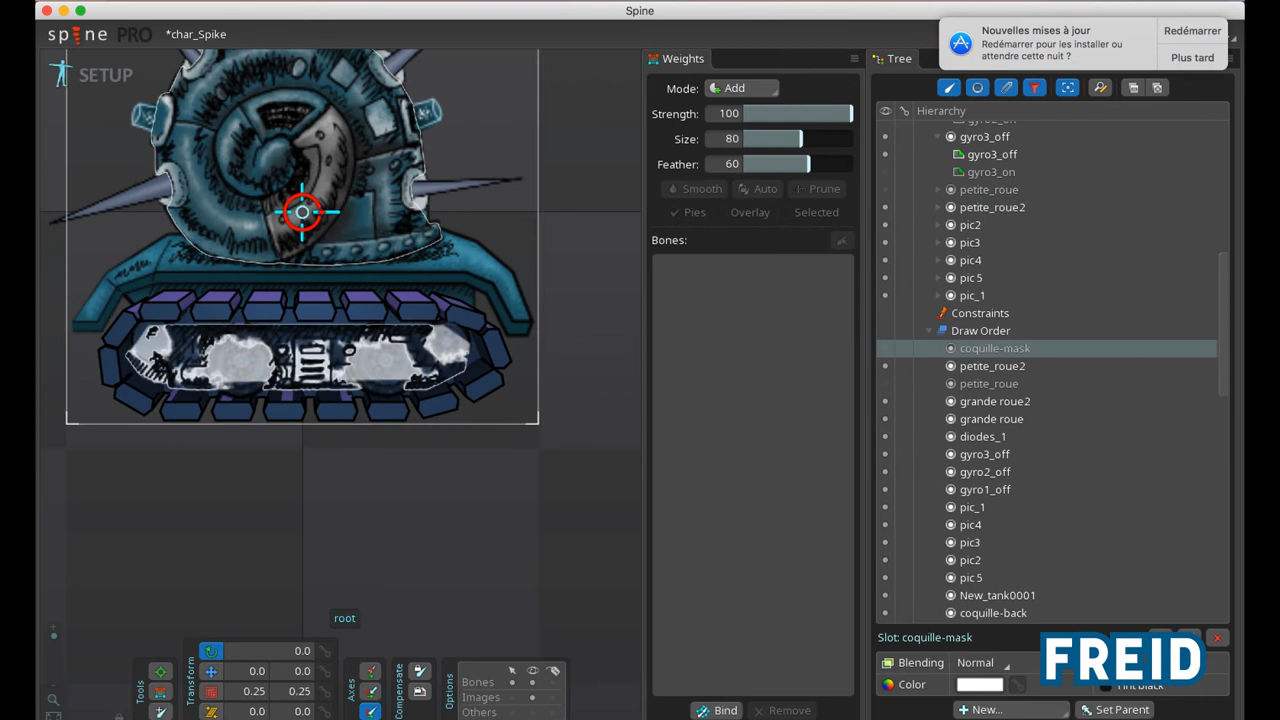 Spine
spine PRO
*char_Spike
SETUP
Nouvelles mises à jour
Redémarrer pour les installer ou
attendre cette nuit ?
Redémarrer
Plus tard
Weights
Mode: Add
Strength: 100
Size: 80
Feather: 60
Smooth Auto Prune
Pies Overlay Selected
Bones:
Bind Remove
Tree
Hierarchy
gyro3_off
gyro3_off
gyro3_on
petite_roue
petite_roue2
pic2
pic3
pic4
pic 5
pic_1
Constraints
Draw Order
coquille-mask
petite_roue2
petite_roue
grande roue2
grande roue
diodes_1
gyro3_off
gyro2_off
gyro1_off
pic_1
pic4
pic3
pic2
pic 5
New_tank0001
coquille-back
Slot: coquille-mask
Blending Normal
Color
New... Set Parent
FREID
root
Tools
Transform
0.0
0.0 0.0
0.25 0.25
0.0 0.0
Axes
Compensate
Options
Bones
Images
Others